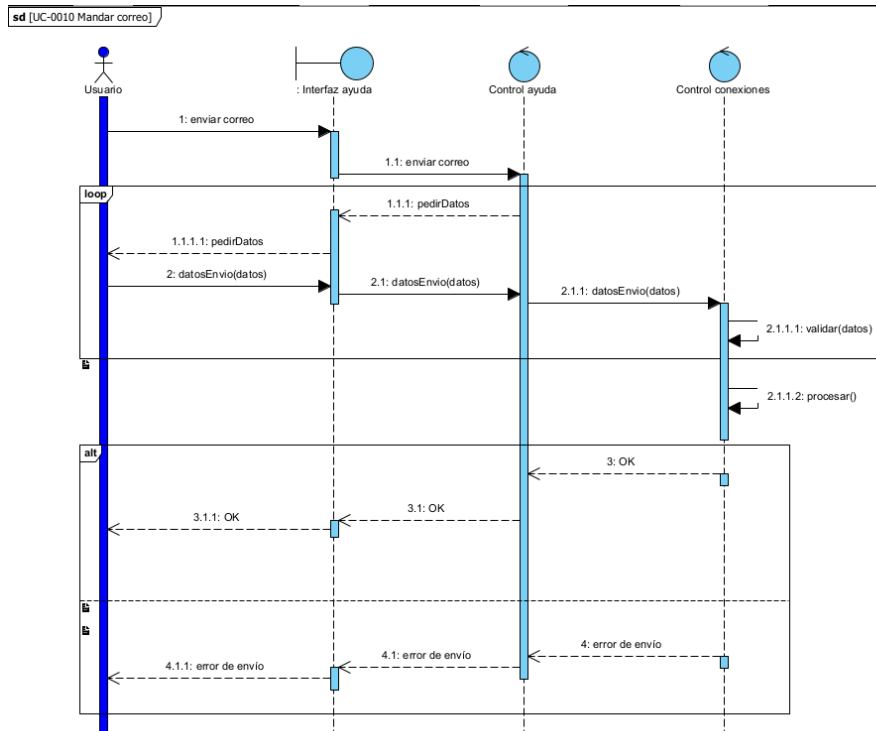 sd [UC-0010 Mandar correo]
Usuario
: Interfaz ayuda
Control ayuda
Control conexiones
1: enviar correo
1.1: enviar correo
loop
1.1.1: pedirDatos
1.1.1.1: pedirDatos
2: datosEnvio(datos)
2.1: datosEnvio(datos)
2.1.1: datosEnvio(datos)
2.1.1.1: validar(datos)
2.1.1.2: procesar()
alt
3: OK
3.1: OK
3.1.1: OK
4: error de envío
4.1: error de envío
4.1.1: error de envío